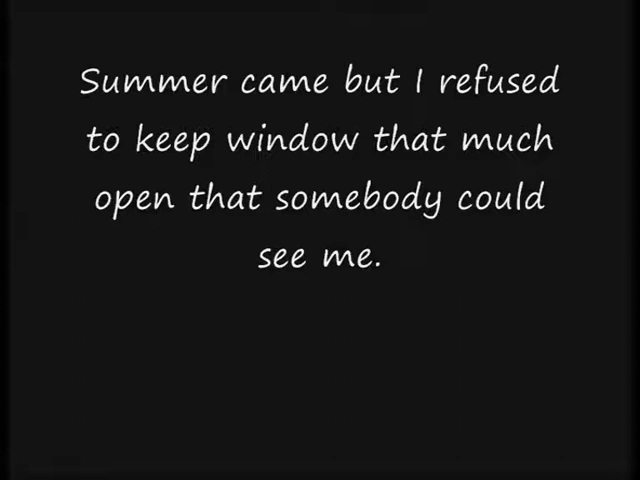 Summer came but I refused
to keep window that much
open that somebody could
see me.